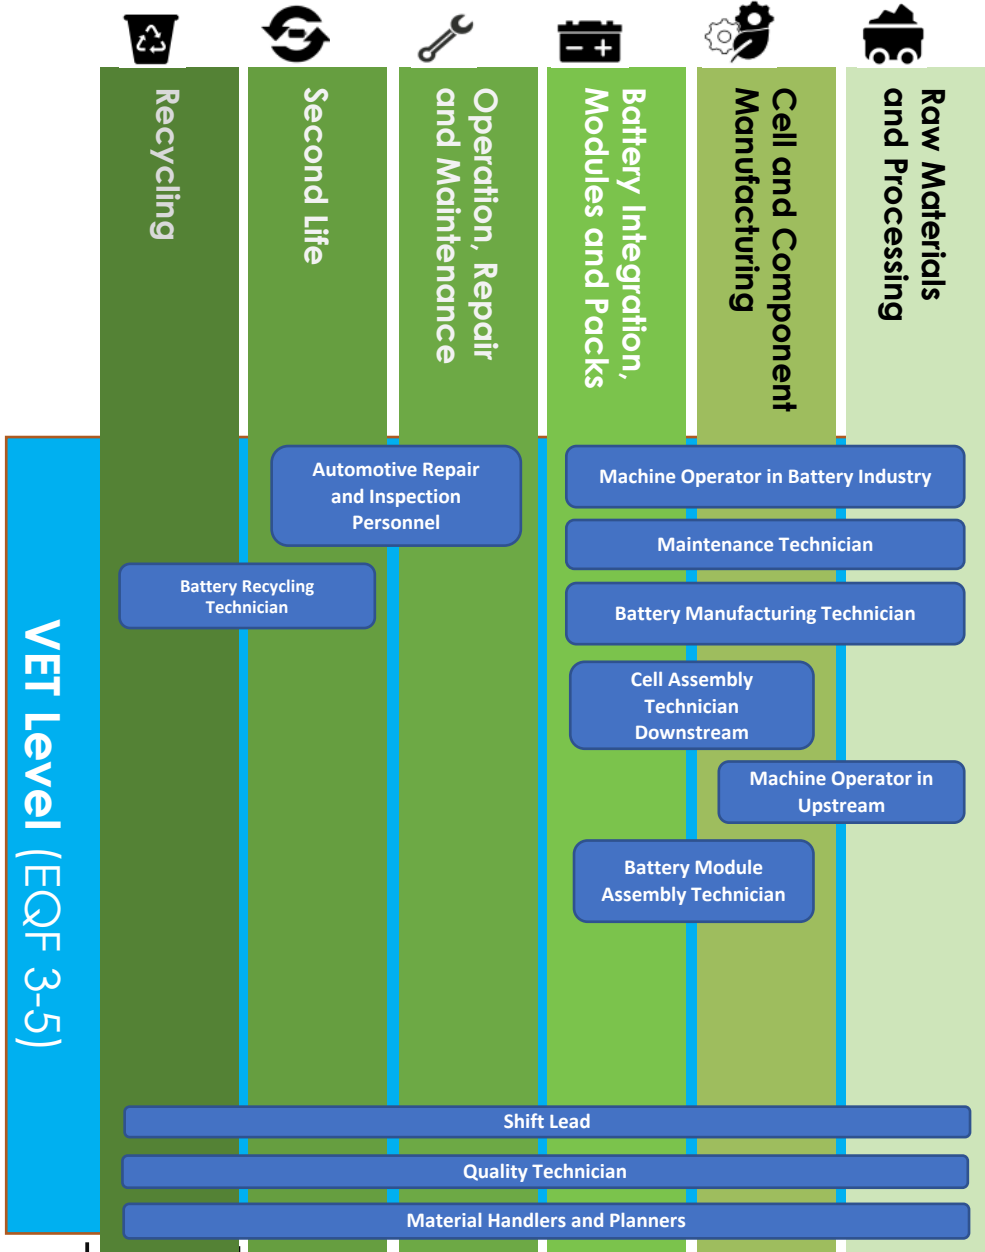 Recycling
Second Life
Operation, Repair
and Maintenance
Battery Integration,
Modules and Packs
Cell and Component
Manufacturing
Raw Materials
and Processing
VET Level (EQF 3-5)
Automotive Repair
and Inspection
Personnel
Machine Operator in Battery Industry
Maintenance Technician
Battery Recycling
Technician
Battery Manufacturing Technician
Cell Assembly
Technician
Downstream
Machine Operator in
Upstream
Battery Module
Assembly Technician
Shift Lead
Quality Technician
Material Handlers and Planners